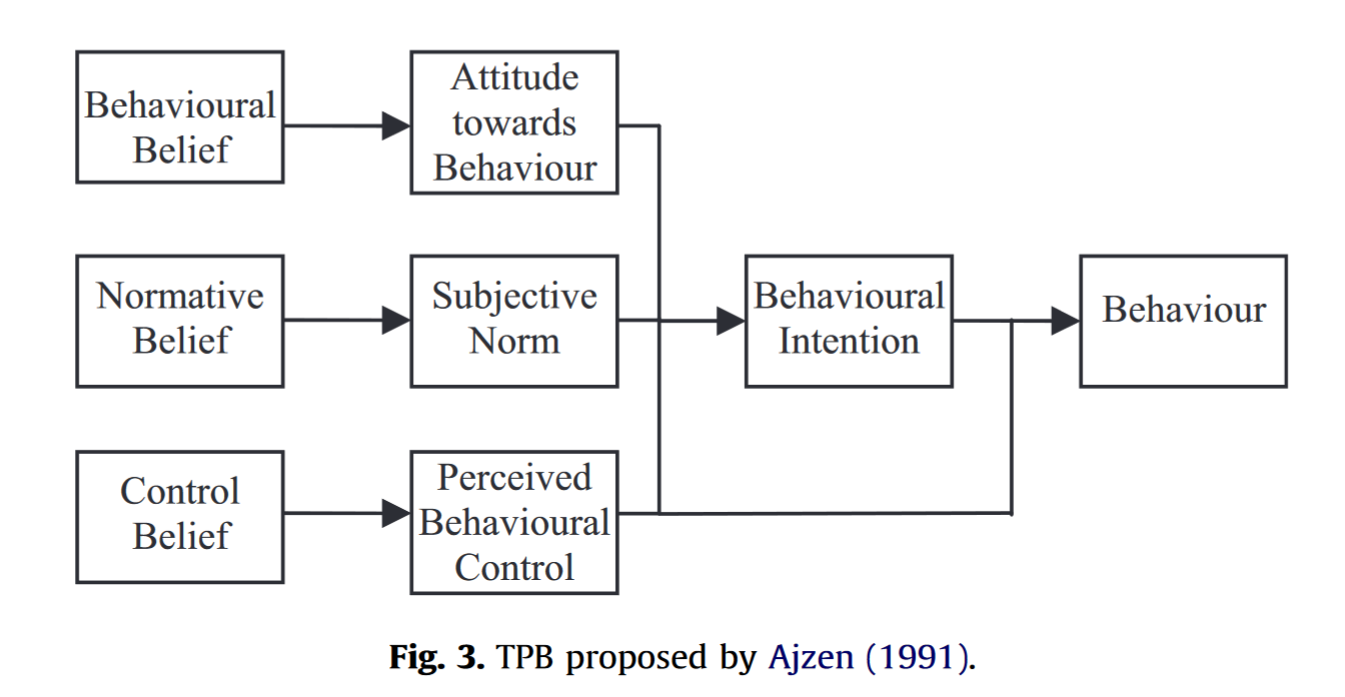 Behavioural
Belief
Attitude
towards
Behaviour
Normative
Belief
Subjective
Norm
Behavioural
Intention
Behaviour
Control
Belief
Perceived
Behavioural
Control
Fig. 3. TPB proposed by Ajzen (1991).